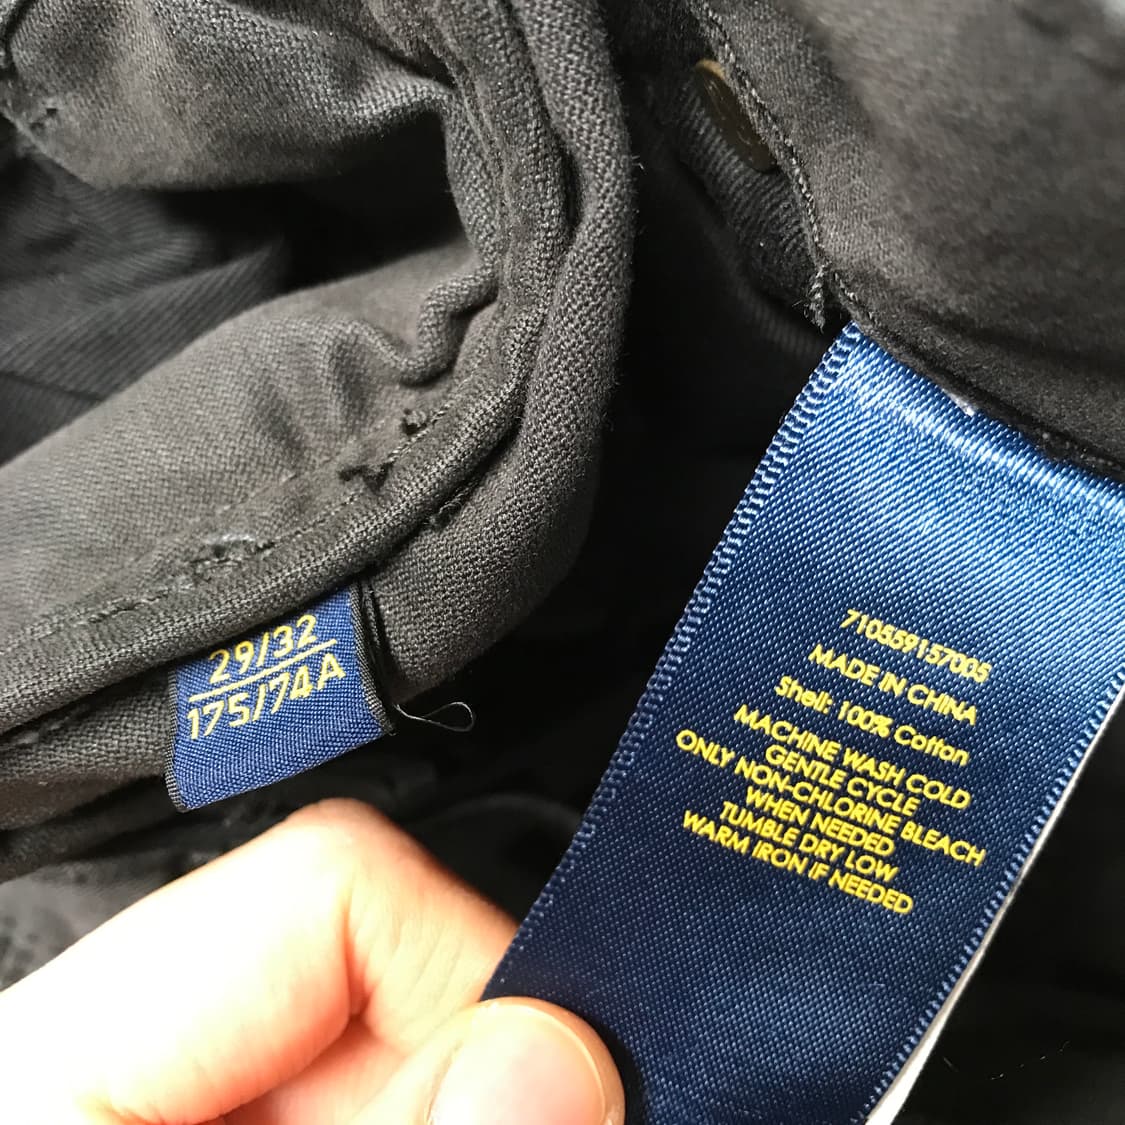 29/32
175/74A
710559157005
MADE IN CHINA
Shell: 100% Cotton
MACHINE WASH COLD
GENTLE CYCLE
ONLY NON-CHLORINE BLEACH
WHEN NEEDED
TUMBLE DRY LOW
WARM IRON IF NEEDED